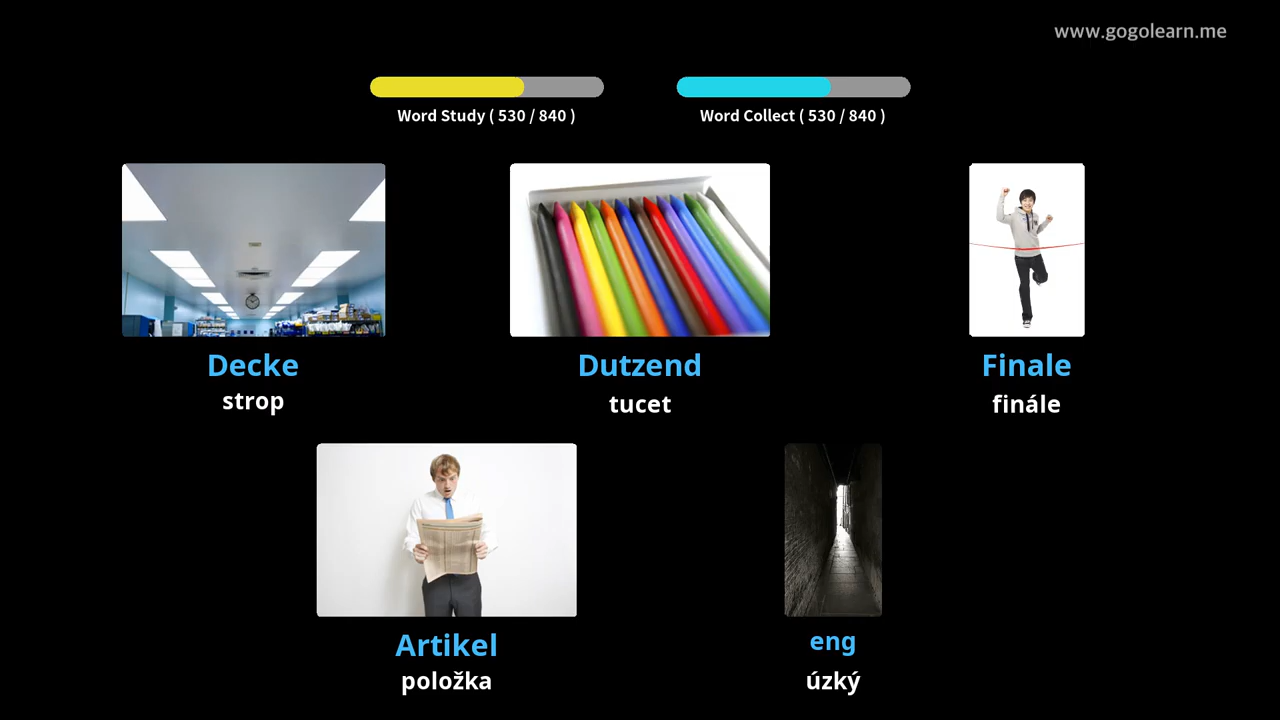 www.gogolearn.me
Word Study ( 530 / 840 )
Word Collect ( 530 / 840 )
Decke
strop
Dutzend
tucet
Finale
finále
Artikel
položka
eng
úzký